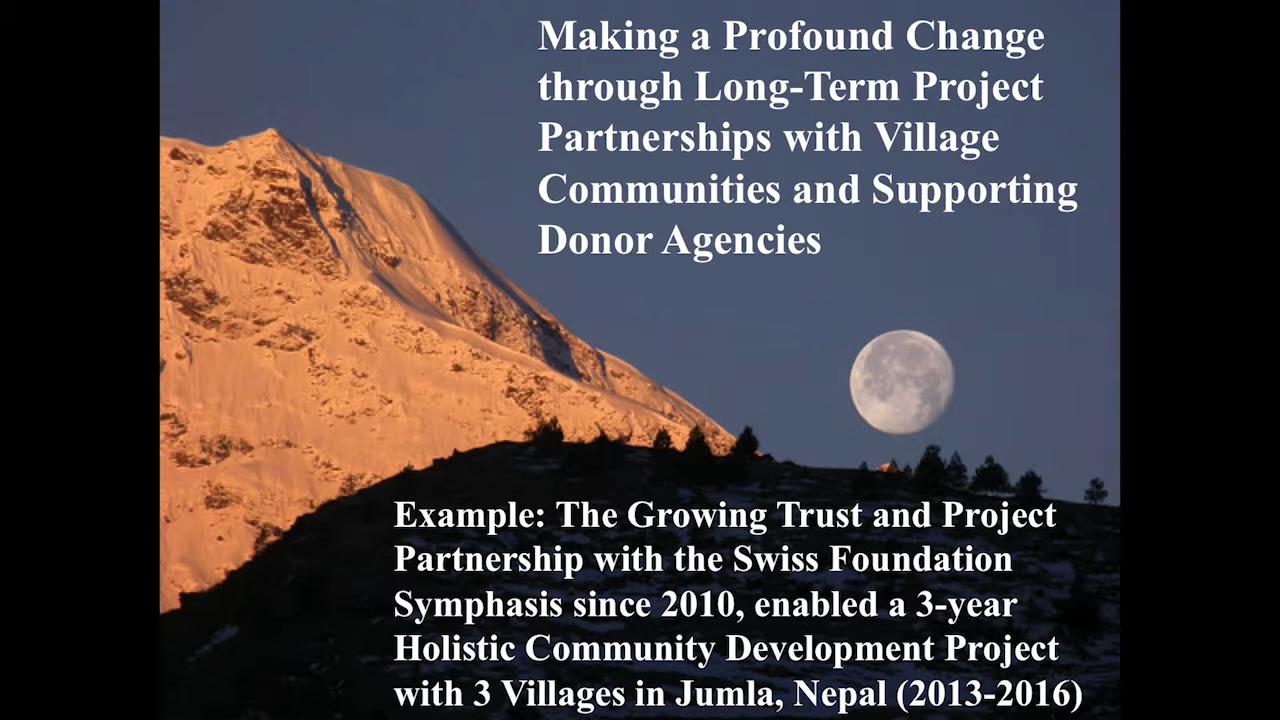 Making a Profound Change
through Long-Term Project
Partnerships with Village
Communities and Supporting
Donor Agencies
Example: The Growing Trust and Project
Partnership with the Swiss Foundation
Symphasis since 2010, enabled a 3-year
Holistic Community Development Project
with 3 Villages in Jumla, Nepal (2013-2016)